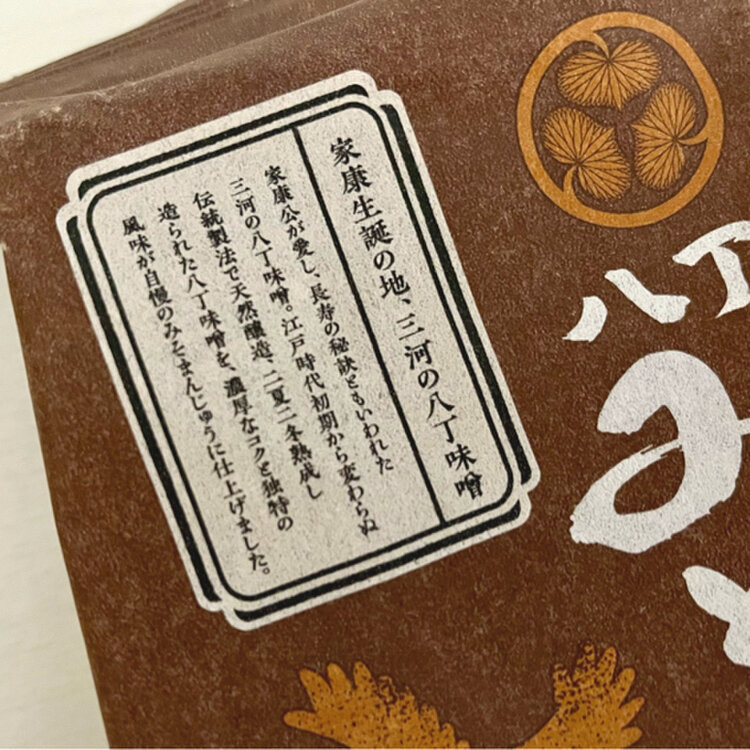 家康生誕の地、三河の八丁味噌
家康公が愛し、長寿の秘訣ともいわれた
三河の八丁味噌。江戸時代初期から変わらぬ
伝統製法で天然醸造、二夏二冬熟成し
造られた八丁味噌を、濃厚なコクと独特の
風味が自慢のみそまんじゅうに仕上げました。
八丁
み